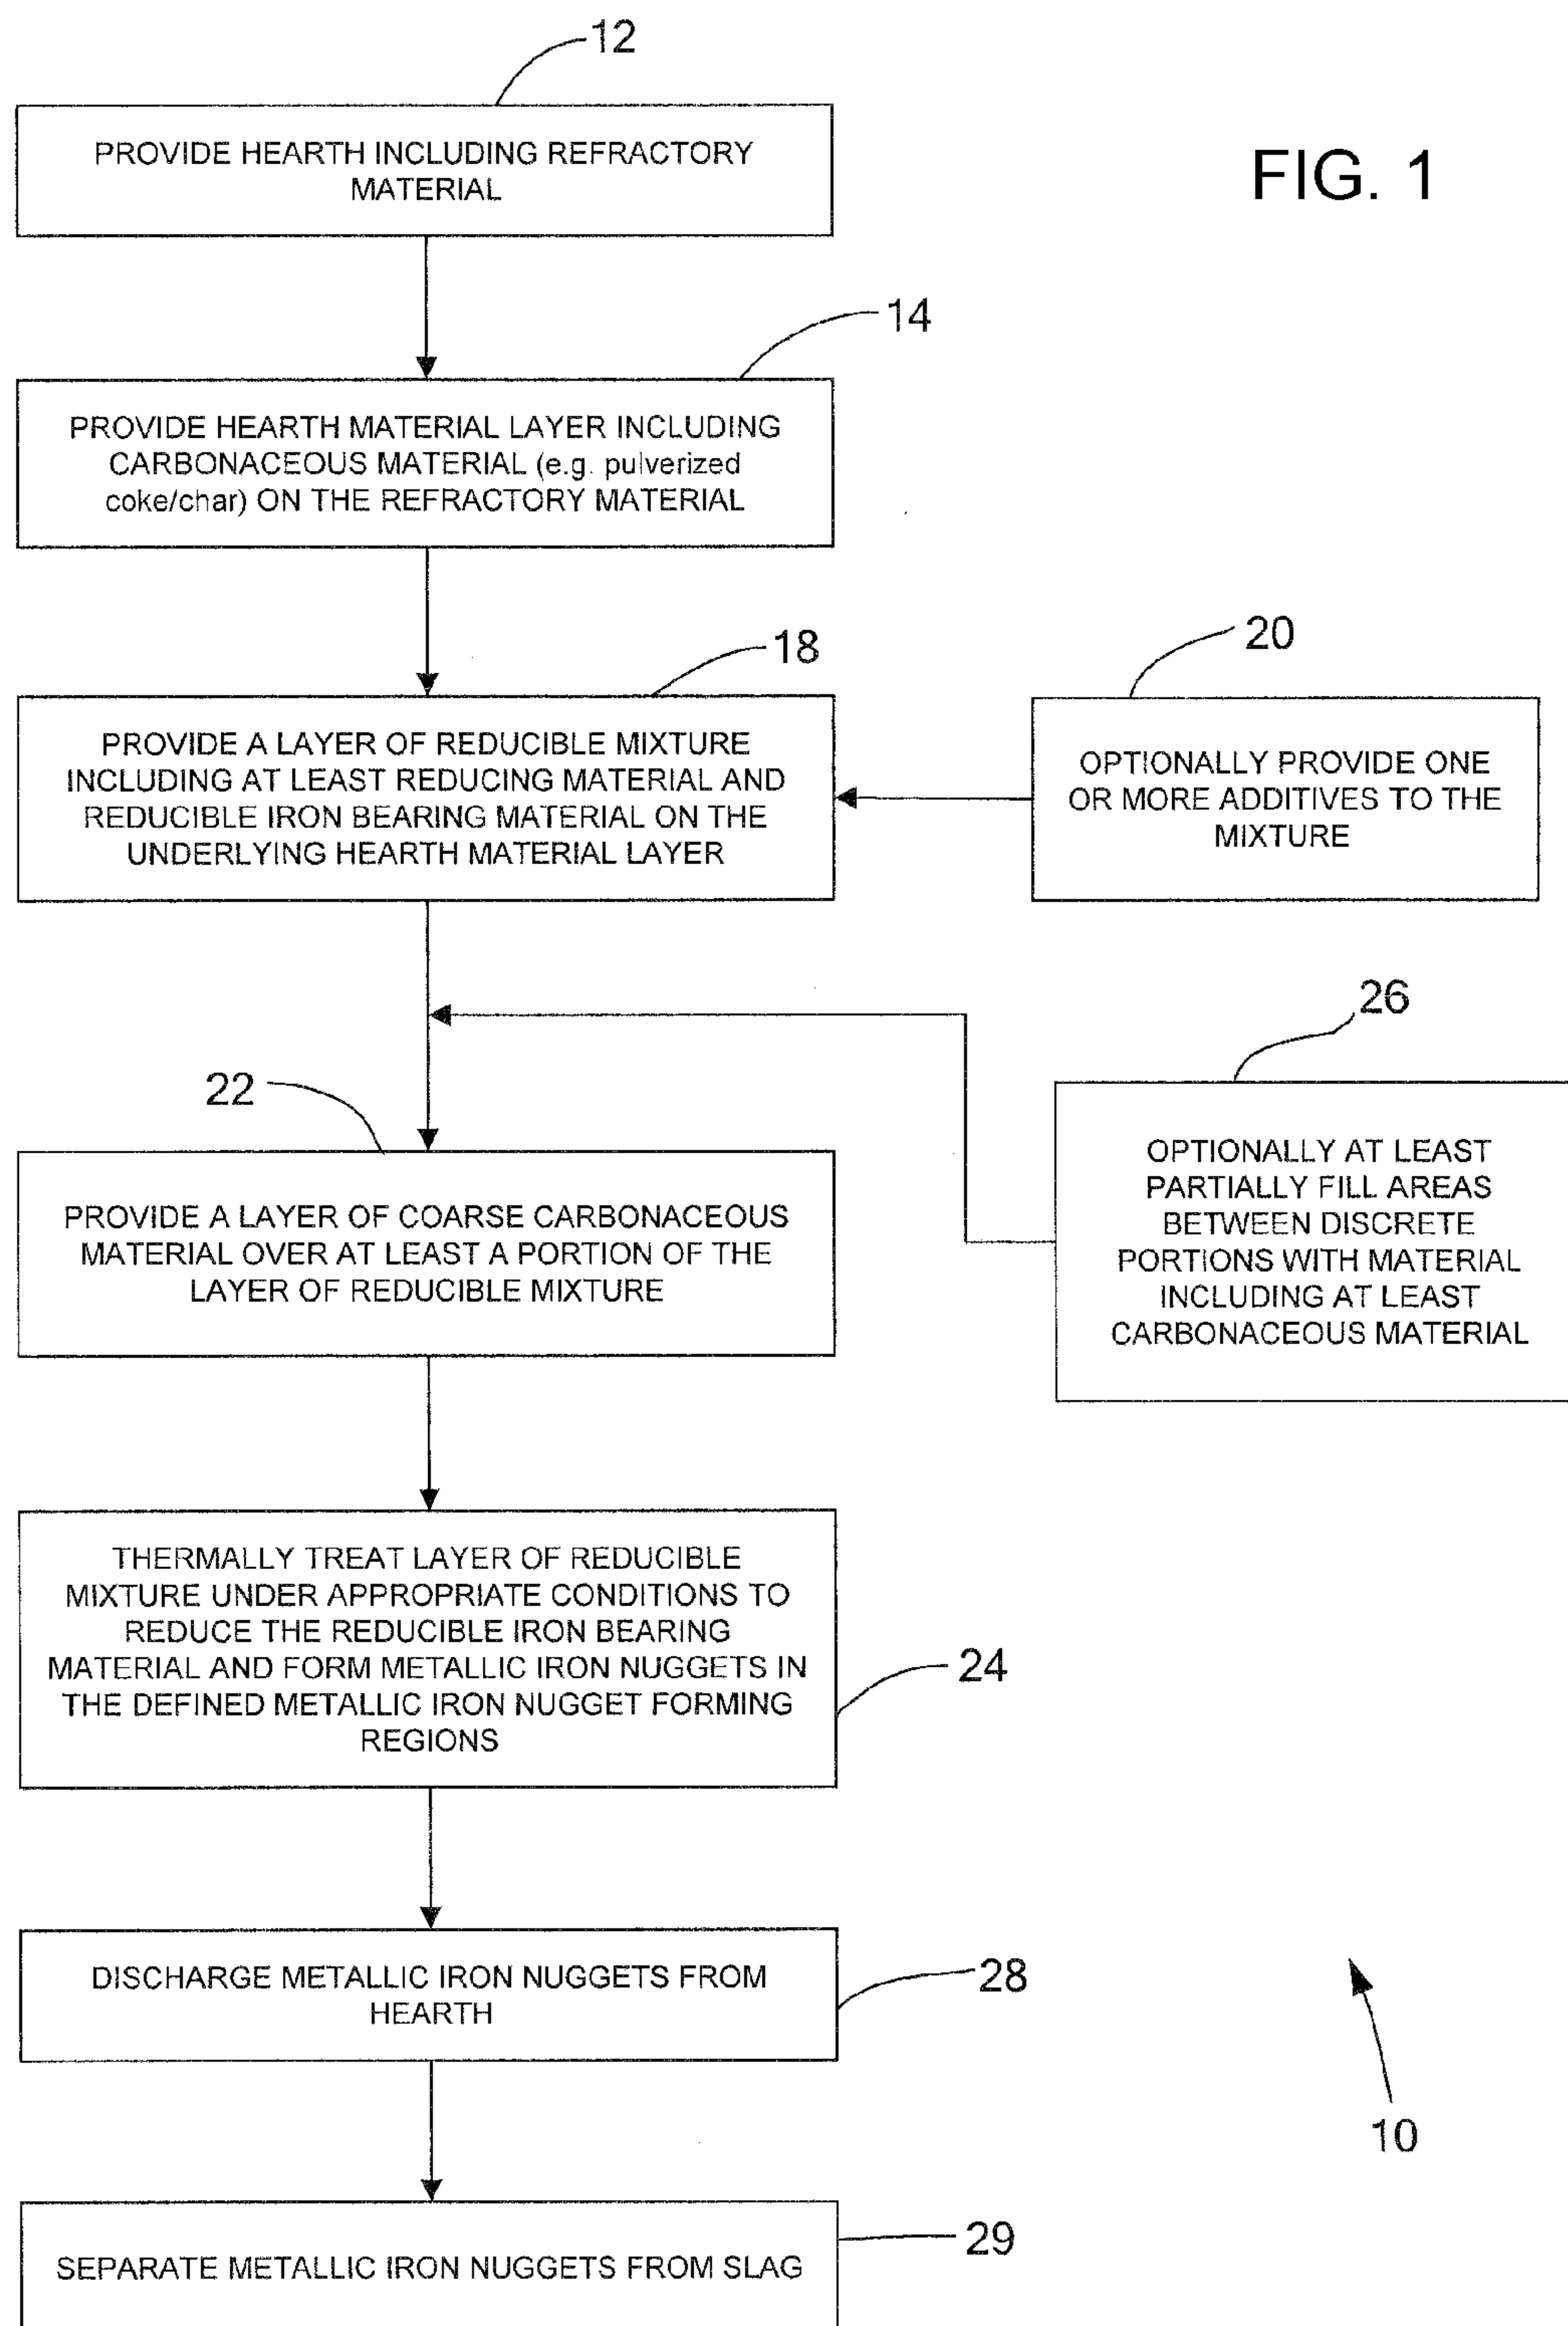 12
PROVIDE HEARTH INCLUDING REFRACTORY
MATERIAL
FIG. 1
14
PROVIDE HEARTH MATERIAL LAYER INCLUDING
CARBONACEOUS MATERIAL (e.g. pulverized
coke/char) ON THE REFRACTORY MATERIAL
18
PROVIDE A LAYER OF REDUCIBLE MIXTURE
INCLUDING AT LEAST REDUCING MATERIAL AND
REDUCIBLE IRON BEARING MATERIAL ON THE
UNDERLYING HEARTH MATERIAL LAYER
20
OPTIONALLY PROVIDE ONE
OR MORE ADDITIVES TO THE
MIXTURE
26
OPTIONALLY AT LEAST
PARTIALLY FILL AREAS
BETWEEN DISCRETE
PORTIONS WITH MATERIAL
INCLUDING AT LEAST
CARBONACEOUS MATERIAL
22
PROVIDE A LAYER OF COARSE CARBONACEOUS
MATERIAL OVER AT LEAST A PORTION OF THE
LAYER OF REDUCIBLE MIXTURE
THERMALLY TREAT LAYER OF REDUCIBLE
MIXTURE UNDER APPROPRIATE CONDITIONS TO
REDUCE THE REDUCIBLE IRON BEARING
MATERIAL AND FORM METALLIC IRON NUGGETS IN
THE DEFINED METALLIC IRON NUGGET FORMING
REGIONS
24
DISCHARGE METALLIC IRON NUGGETS FROM
HEARTH
28
10
SEPARATE METALLIC IRON NUGGETS FROM SLAG
29